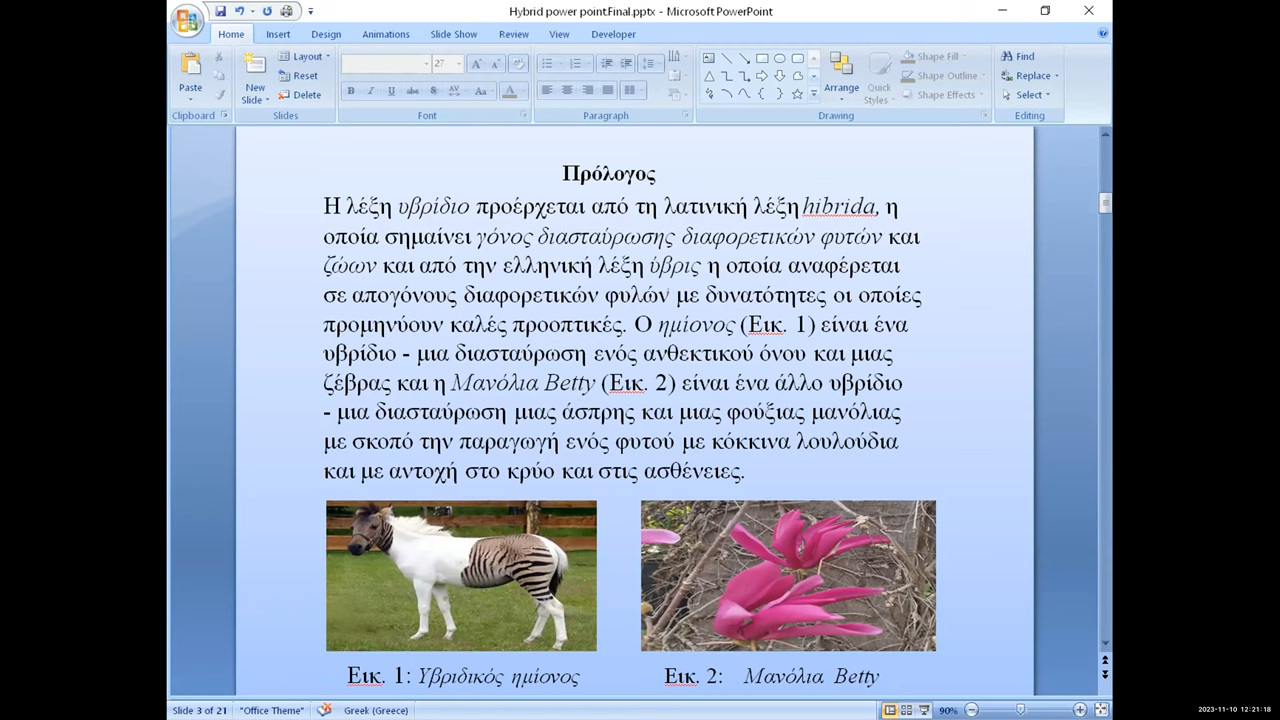 Hybrid power point.Final.pptx - Microsoft PowerPoint
Home Insert Design Animations Slide Show Review View Developer
Paste
Clipboard
New Slide
Layout
Reset
Delete
Slides
27
B I U abe S AV Aa A
Font
Paragraph
Arrange
Quick Styles
Shape Fill
Shape Outline
Shape Effects
Drawing
Find
Replace
Select
Editing
Πρόλογος
Η λέξη υβρίδιο προέρχεται από τη λατινική λέξη hibrida, η
οποία σημαίνει γόνος διασταύρωσης διαφορετικών φυτών και
ζώων και από την ελληνική λέξη ύβρις η οποία αναφέρεται
σε απογόνους διαφορετικών φυλών με δυνατότητες οι οποίες
προμηνύουν καλές προοπτικές. Ο ημίονος (Εικ. 1) είναι ένα
υβρίδιο - μια διασταύρωση ενός ανθεκτικού όνου και μιας
ζέβρας και η Μανόλια Betty (Εικ. 2) είναι ένα άλλο υβρίδιο
- μια διασταύρωση μιας άσπρης και μιας φούξιας μανόλιας
με σκοπό την παραγωγή ενός φυτού με κόκκινα λουλούδια
και με αντοχή στο κρύο και στις ασθένειες.
Εικ. 1: Υβριδικός ημίονος
Εικ. 2: Μανόλια Betty
Slide 3 of 21 "Office Theme" Greek (Greece) 90%
2023-11-10 12:21:18